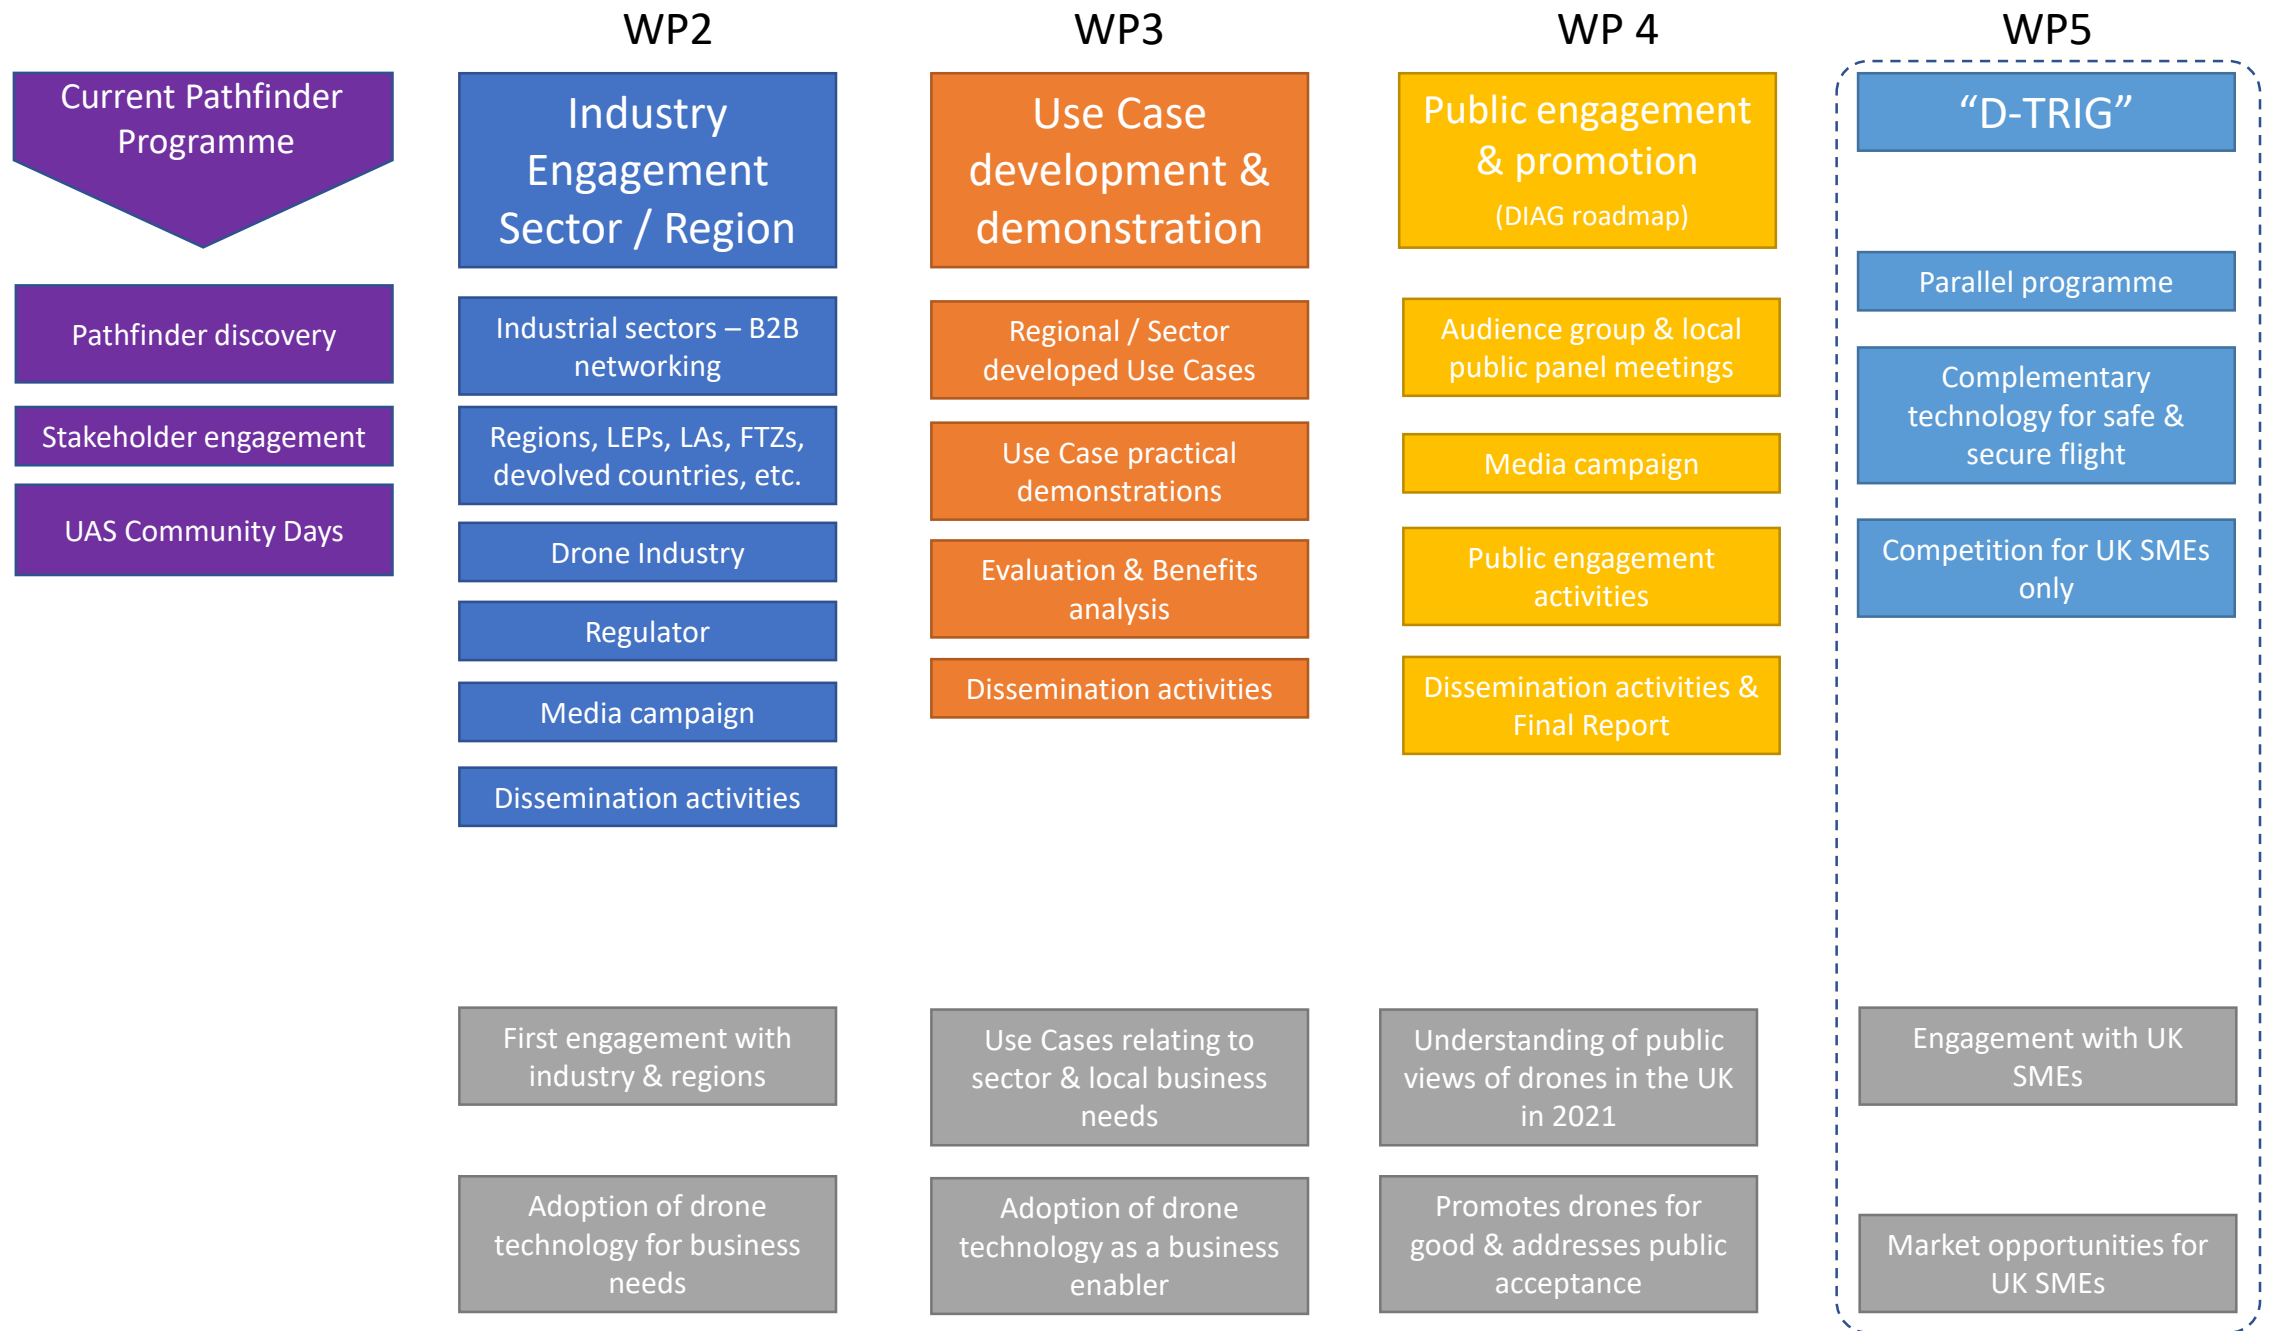 WP2
WP3
WP 4
WP5
Current Pathfinder
Programme
Pathfinder discovery
Stakeholder engagement
UAS Community Days
Industry
Engagement
Sector / Region
Industrial sectors – B2B
networking
Regions, LEPs, LAs, FTZs,
devolved countries, etc.
Drone Industry
Regulator
Media campaign
Dissemination activities
First engagement with
industry & regions
Adoption of drone
technology for business
needs
Use Case
development &
demonstration
Regional / Sector
developed Use Cases
Use Case practical
demonstrations
Evaluation & Benefits
analysis
Dissemination activities
Use Cases relating to
sector & local business
needs
Adoption of drone
technology as a business
enabler
Public engagement
& promotion
(DIAG roadmap)
Audience group & local
public panel meetings
Media campaign
Public engagement
activities
Dissemination activities &
Final Report
Understanding of public
views of drones in the UK
in 2021
Promotes drones for
good & addresses public
acceptance
“D-TRIG”
Parallel programme
Complementary
technology for safe &
secure flight
Competition for UK SMEs
only
Engagement with UK
SMEs
Market opportunities for
UK SMEs